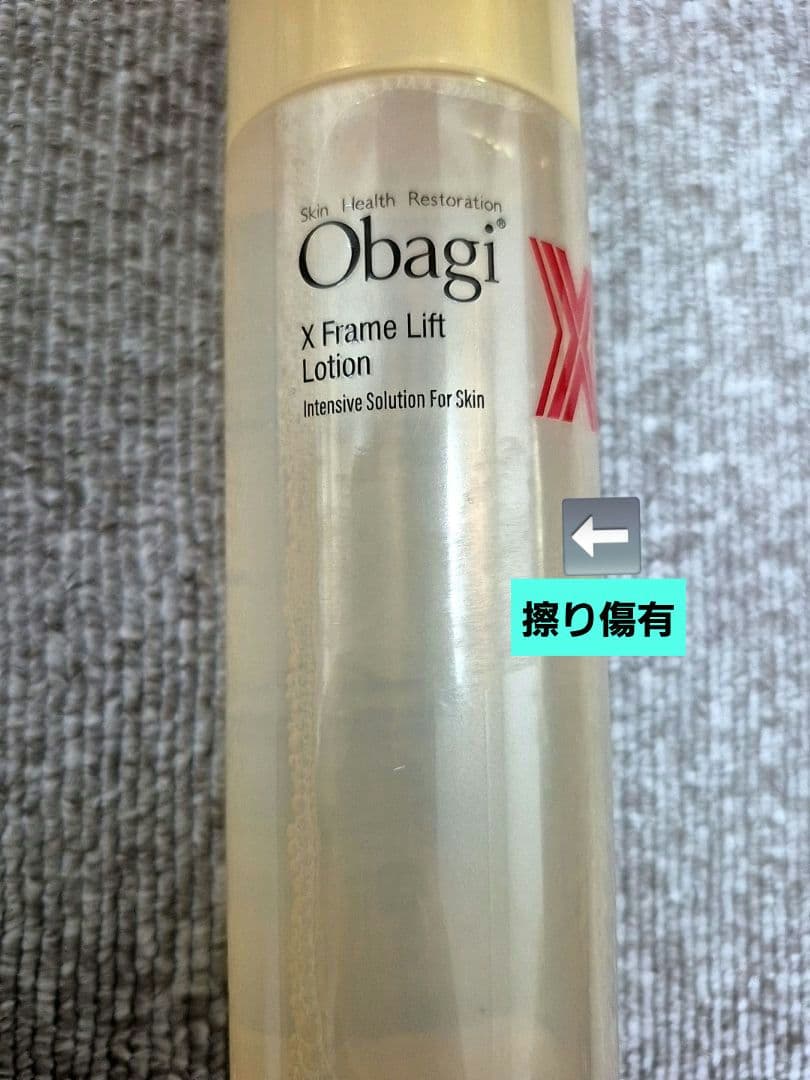 Skin Health Restoration
Obagi®
X
X Frame Lift
Lotion
Intensive Solution For Skin
擦り傷有